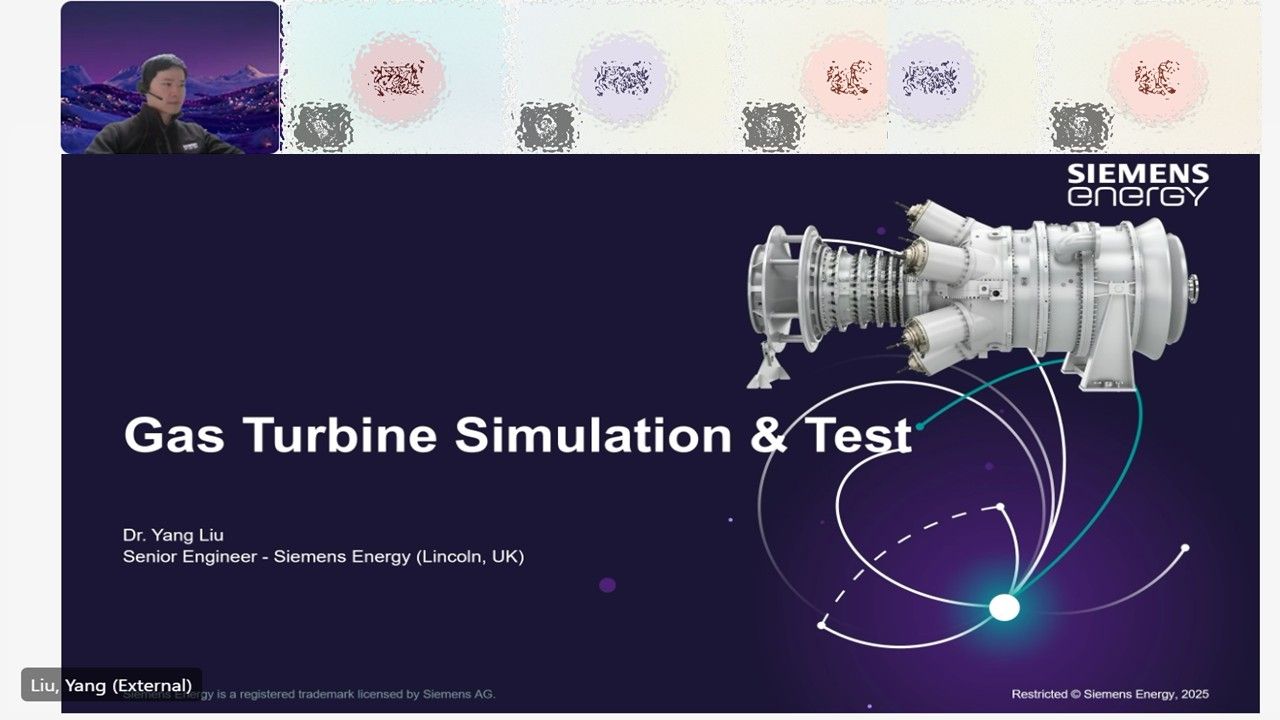 SIEMENS
energy
Gas Turbine Simulation & Test
Dr. Yang Liu
Senior Engineer - Siemens Energy (Lincoln, UK)
Liu, Yang (External)
Siemens Energy is a registered trademark licensed by Siemens AG.
Restricted © Siemens Energy, 2025